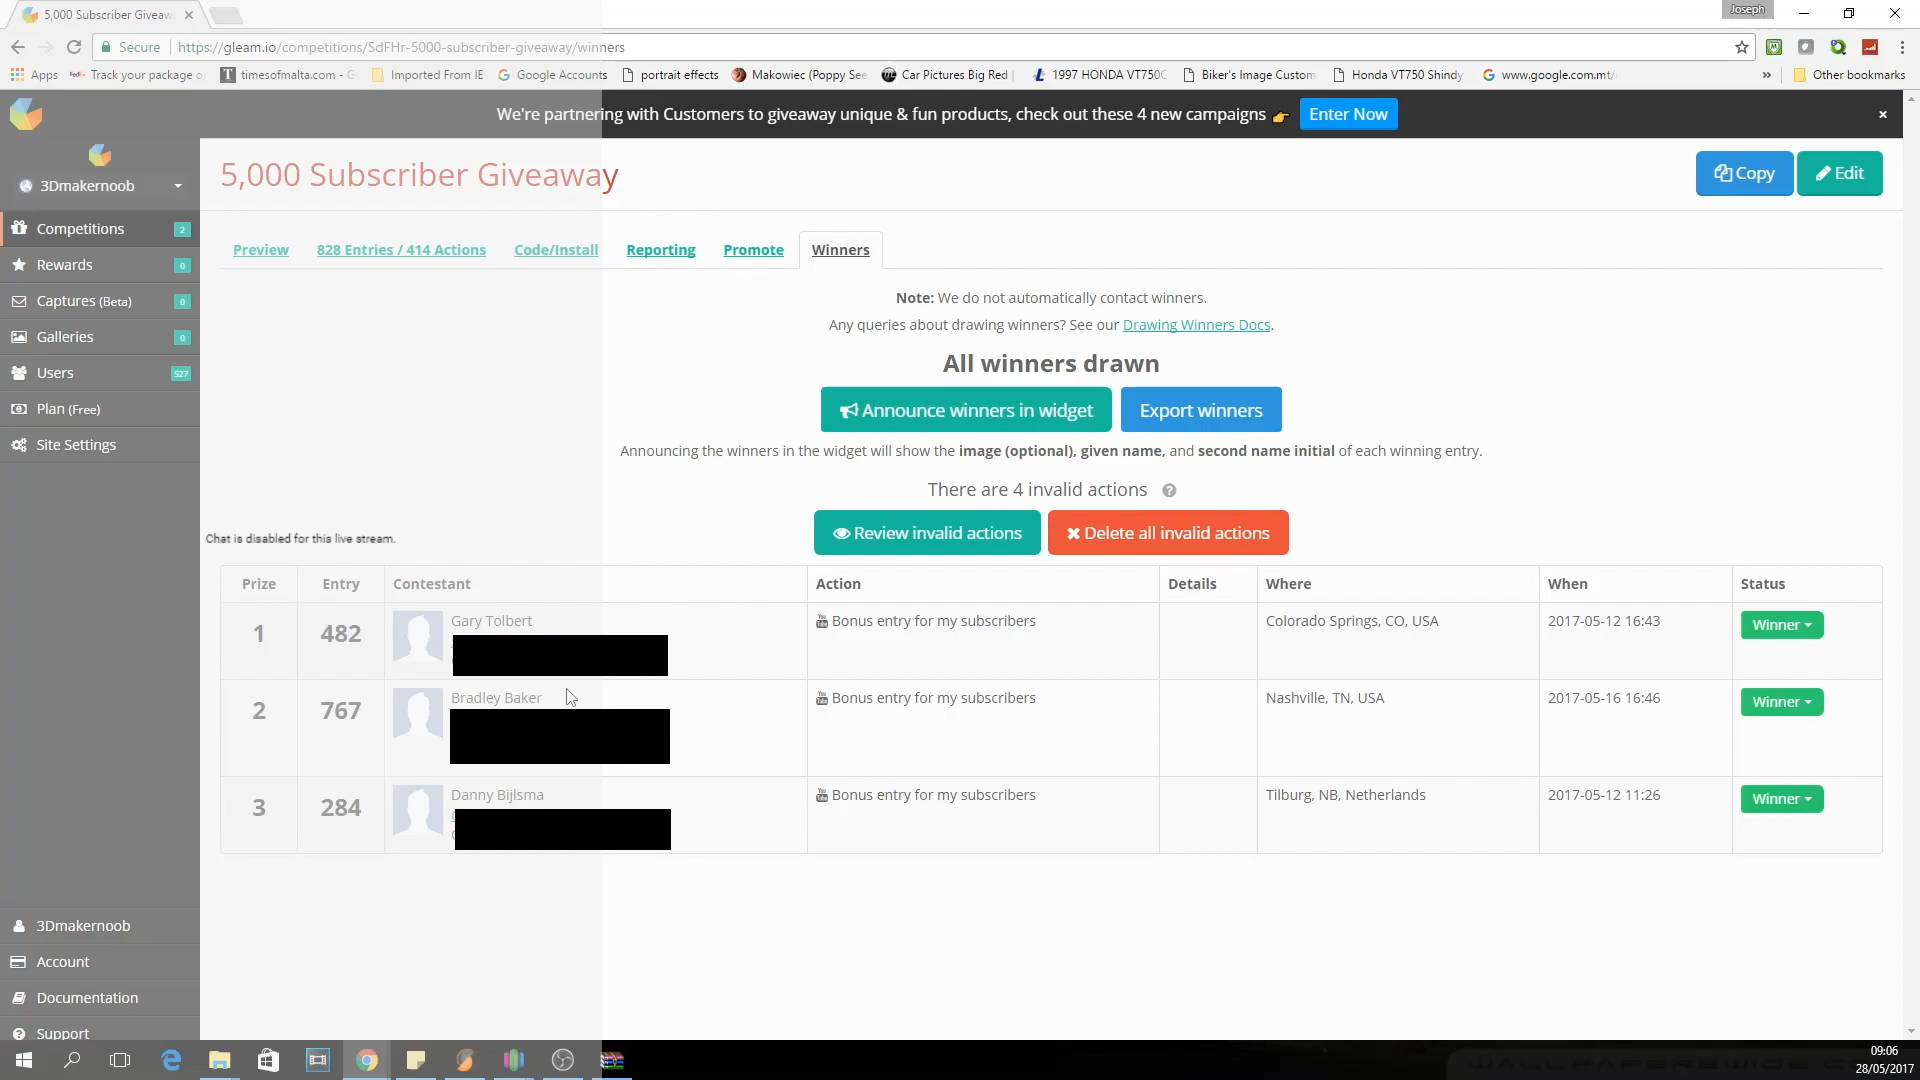 5,000 Subscriber Giveaw
Joseph
Secure
https://gleam.io/competitions/SdFHr-5000-subscriber-giveaway/winners
Apps
Track your package o
timesofmalta.com - G
Imported From IE
Google Accounts
portrait effects
Makowiec (Poppy See
Car Pictures Big Red
1997 HONDA VT750C
Biker's Image Custom
Honda VT750 Shindy
www.google.com.mt/
Other bookmarks
We're partnering with Customers to giveaway unique & fun products, check out these 4 new campaigns
Enter Now
3Dmakernoob
Competitions 2
Rewards 0
Captures (Beta) 0
Galleries 0
Users 527
Plan (Free)
Site Settings
5,000 Subscriber Giveaway
Copy
Edit
Preview
828 Entries / 414 Actions
Code/Install
Reporting
Promote
Winners
Note: We do not automatically contact winners.
Any queries about drawing winners? See our Drawing Winners Docs.
All winners drawn
Announce winners in widget
Export winners
Announcing the winners in the widget will show the image (optional), given name, and second name initial of each winning entry.
There are 4 invalid actions ?
Review invalid actions
Delete all invalid actions
Chat is disabled for this live stream.
Prize Entry Contestant Action Details Where When Status
1 482 Gary Tolbert Bonus entry for my subscribers Colorado Springs, CO, USA 2017-05-12 16:43 Winner
2 767 Bradley Baker Bonus entry for my subscribers Nashville, TN, USA 2017-05-16 16:46 Winner
3 284 Danny Bijlsma Bonus entry for my subscribers Tilburg, NB, Netherlands 2017-05-12 11:26 Winner
3Dmakernoob
Account
Documentation
Support
09:06
28/05/2017